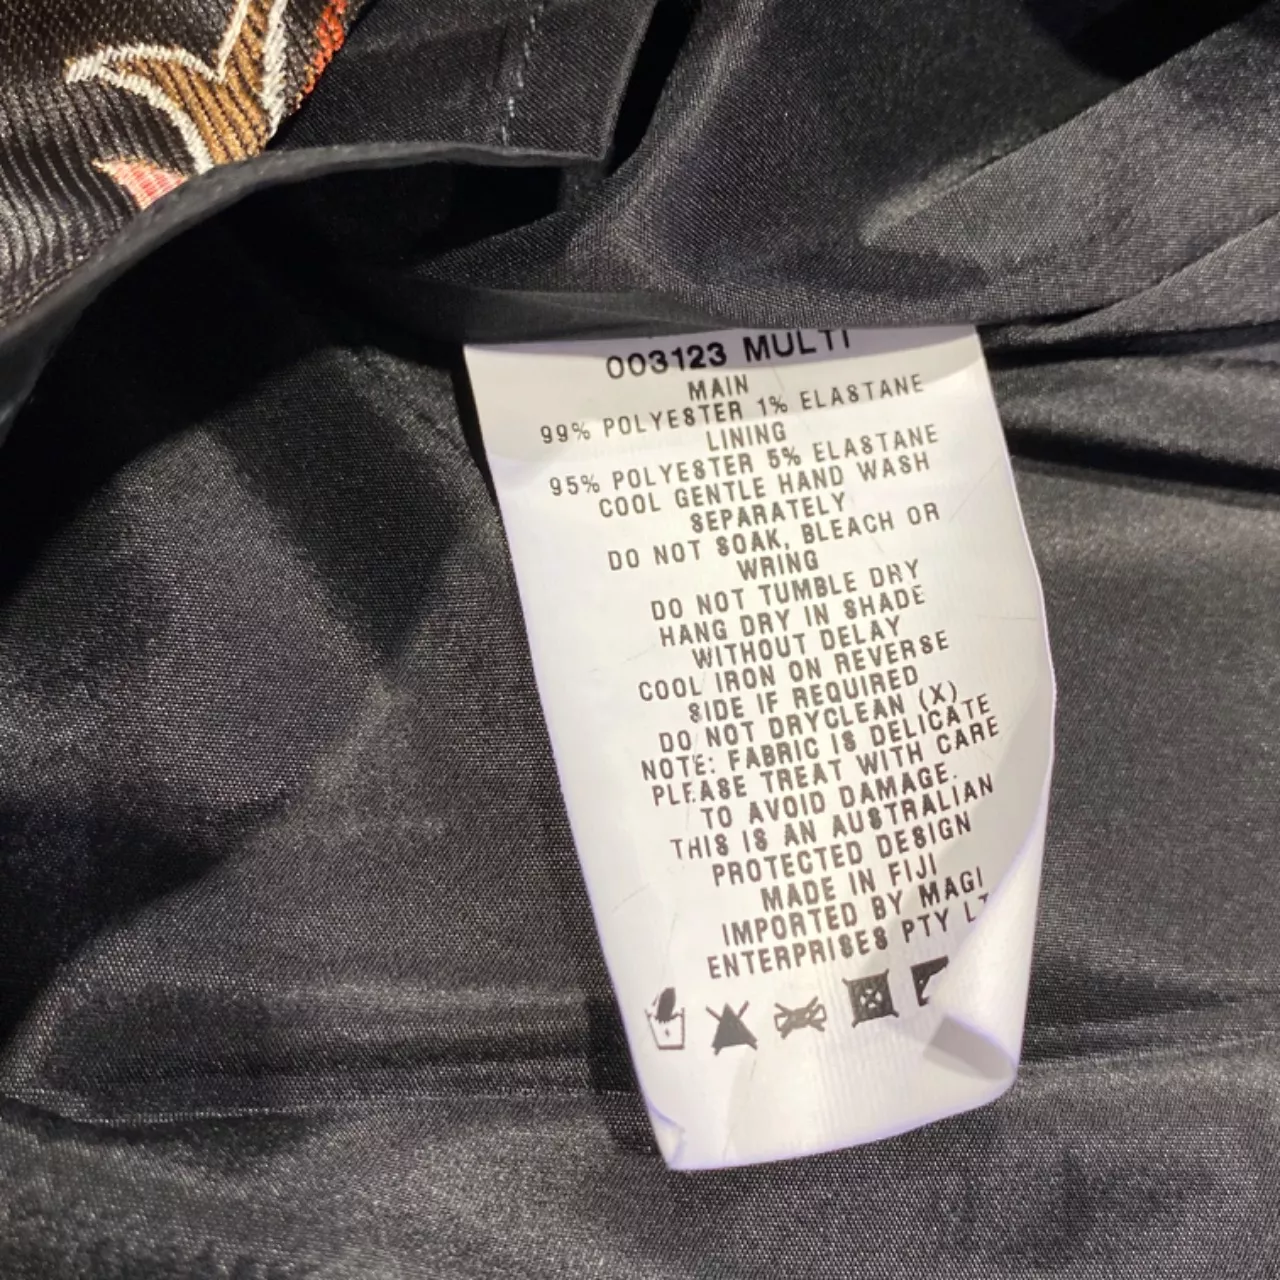 003123 MULTI
MAIN
99% POLYESTER 1% ELASTANE
LINING
95% POLYESTER 5% ELASTANE
COOL GENTLE HAND WASH
SEPARATELY
DO NOT SOAK, BLEACH OR
WRING
DO NOT TUMBLE DRY
HANG DRY IN SHADE
WITHOUT DELAY
COOL IRON ON REVERSE
SIDE IF REQUIRED
DO NOT DRYCLEAN (X)
NOTE: FABRIC IS DELICATE
PLEASE TREAT WITH CARE
TO AVOID DAMAGE.
THIS IS AN AUSTRALIAN
PROTECTED DESIGN
MADE IN FIJI
IMPORTED BY MAGI
ENTERPRISES PTY LT